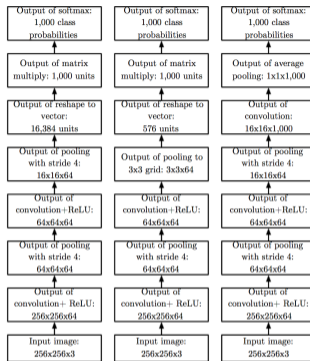 Output of softmax:
1,000 class
probabilities
Output of matrix
multiply: 1,000 units
Output of reshape to
vector:
16,384 units
Output of pooling
with stride 4:
16x16x64
Output of
convolution+ReLU:
64x64x64
Output of pooling
with stride 4:
64x64x64
Output of
convolution+ ReLU:
256x256x64
Input image:
256x256x3
Output of softmax:
1,000 class
probabilities
Output of matrix
multiply: 1,000 units
Output of reshape to
vector:
576 units
Output of pooling to
3x3 grid: 3x3x64
Output of
convolution+ReLU:
64x64x64
Output of pooling
with stride 4:
64x64x64
Output of
convolution+ ReLU:
256x256x64
Input image:
256x256x3
Output of softmax:
1,000 class
probabilities
Output of average
pooling: 1x1x1,000
Output of
convolution:
16x16x1,000
Output of pooling
with stride 4:
16x16x64
Output of
convolution+ReLU:
64x64x64
Output of pooling
with stride 4:
64x64x64
Output of
convolution+ ReLU:
256x256x64
Input image:
256x256x3